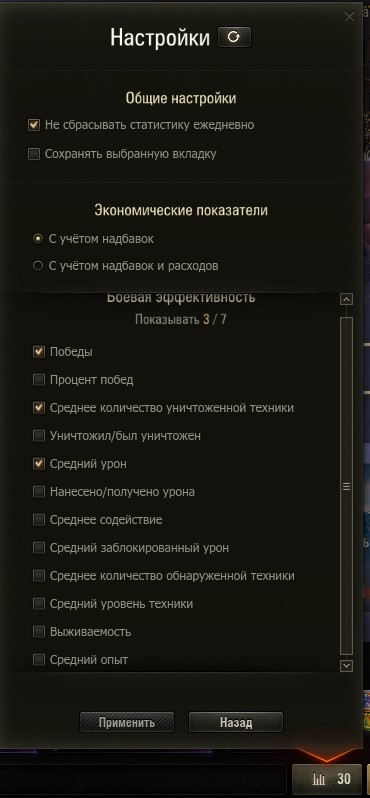 Настройки
Общие настройки
Не сбрасывать статистику ежедневно
Сохранять выбранную вкладку
Экономические показатели
С учётом надбавок
С учётом надбавок и расходов
Боевая эффективность
Показывать 3 / 7
Победы
Процент побед
Среднее количество уничтоженной техники
Уничтожил/был уничтожен
Средний урон
Нанесено/получено урона
Среднее содействие
Средний заблокированный урон
Среднее количество обнаруженной техники
Средний уровень техники
Выживаемость
Средний опыт
Применить Назад
30